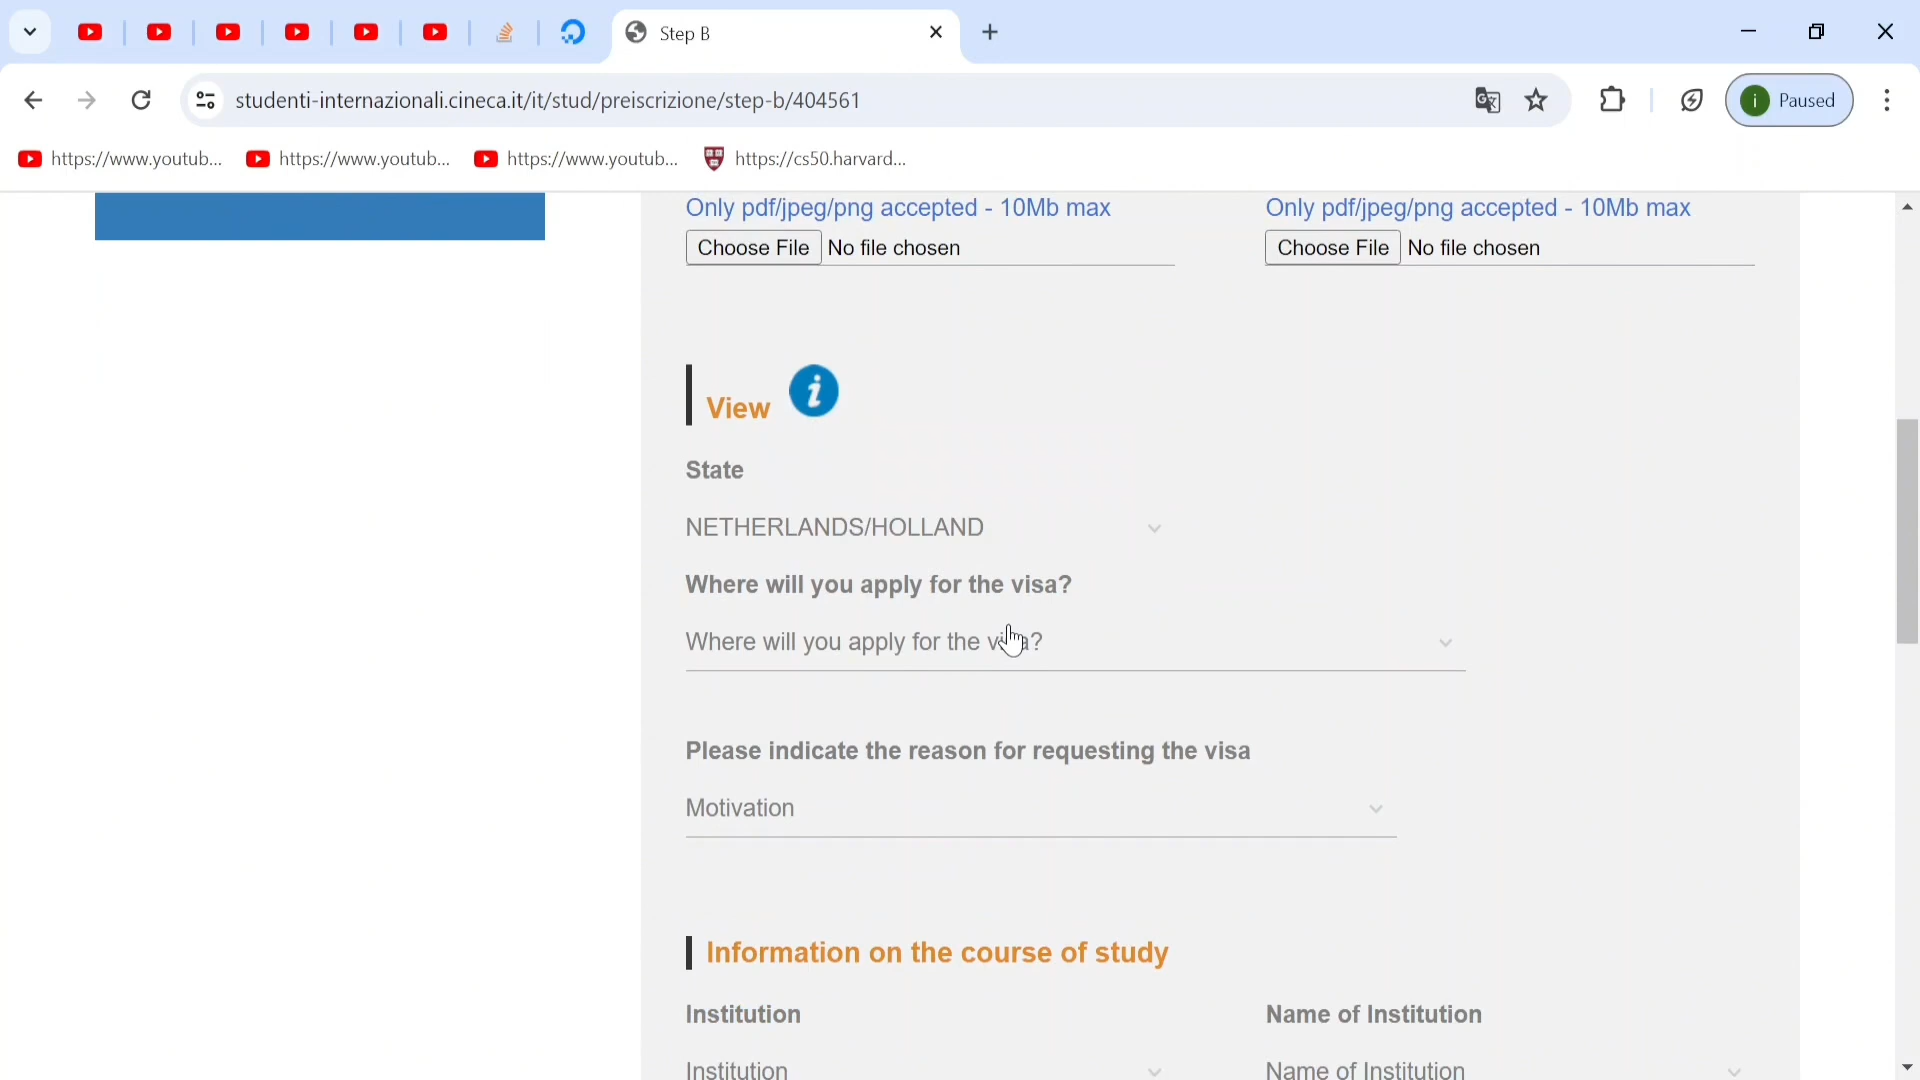 Step B
studenti-internazionali.cineca.it/it/stud/preiscrizione/step-b/404561
i Paused
https://www.youtub... https://www.youtub... https://www.youtub... https://cs50.harvard...
Only pdf/jpeg/png accepted - 10Mb max Only pdf/jpeg/png accepted - 10Mb max
Choose File No file chosen Choose File No file chosen
View i
State
NETHERLANDS/HOLLAND
Where will you apply for the visa?
Where will you apply for the visa?
Please indicate the reason for requesting the visa
Motivation
Information on the course of study
Institution Name of Institution
Institution Name of Institution